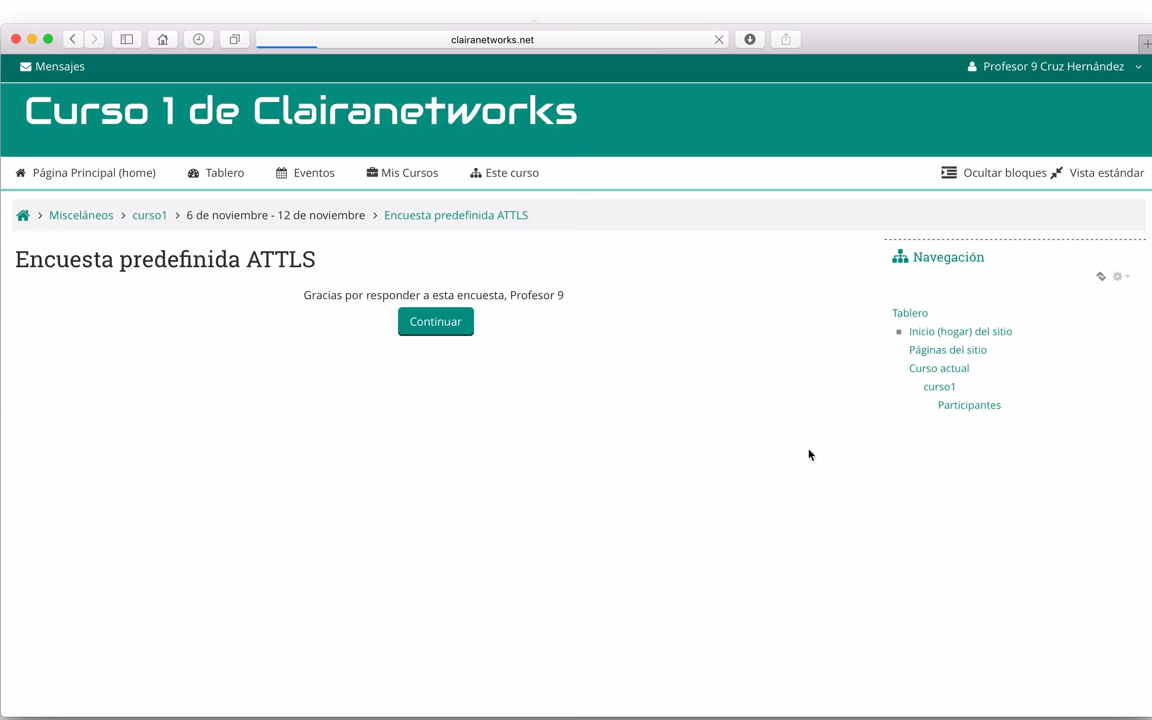 clairanetworks.net
Mensajes
Profesor 9 Cruz Hernández
Curso 1 de Clairanetworks
Página Principal (home) Tablero Eventos Mis Cursos Este curso Ocultar bloques Vista estándar
Misceláneos curso1 6 de noviembre - 12 de noviembre Encuesta predefinida ATTLS
Encuesta predefinida ATTLS
Gracias por responder a esta encuesta, Profesor 9
Continuar
Navegación
Tablero
Inicio (hogar) del sitio
Páginas del sitio
Curso actual
curso1
Participantes